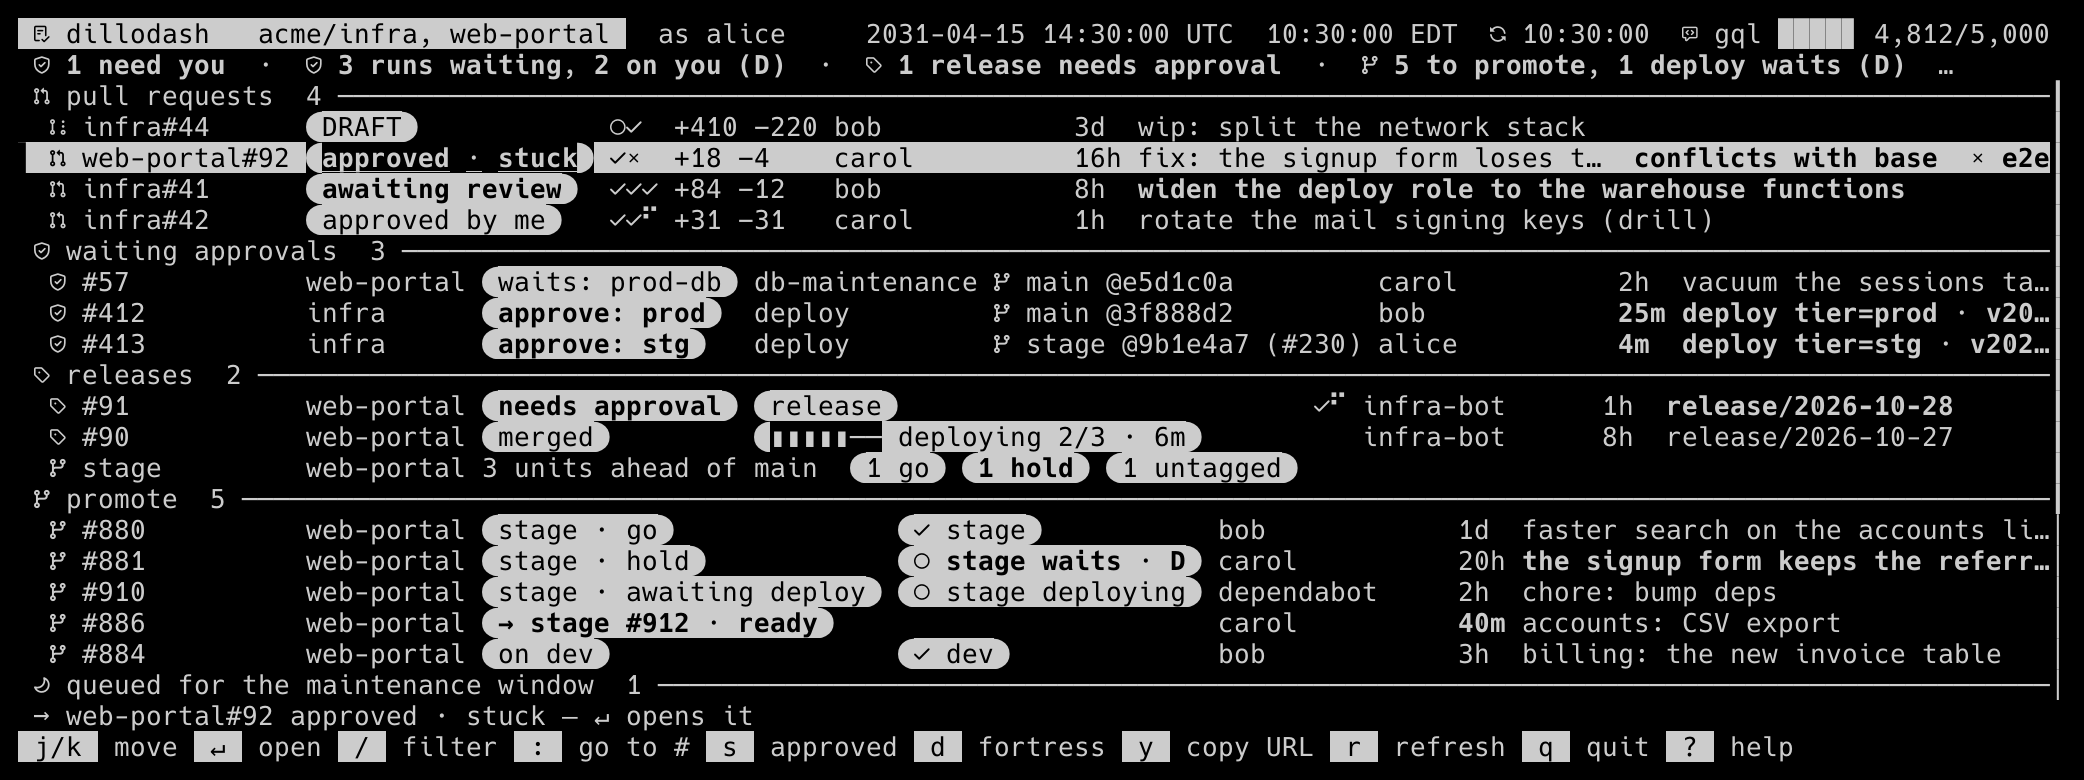 dillodash acme/infra, web-portal as alice 2031-04-15 14:30:00 UTC 10:30:00 EDT 10:30:00 gql 4,812/5,000
1 need you · 3 runs waiting, 2 on you (D) · 1 release needs approval · 5 to promote, 1 deploy waits (D) …
pull requests 4
infra#44 DRAFT ○✓ +410 −220 bob 3d wip: split the network stack
web-portal#92 approved · stuck ✓× +18 −4 carol 16h fix: the signup form loses t… conflicts with base × e2e
infra#41 awaiting review ✓✓✓ +84 −12 bob 8h widen the deploy role to the warehouse functions
infra#42 approved by me ✓✓ +31 −31 carol 1h rotate the mail signing keys (drill)
waiting approvals 3
#57 web-portal waits: prod-db db-maintenance main @e5d1c0a carol 2h vacuum the sessions ta…
#412 infra approve: prod deploy main @3f888d2 bob 25m deploy tier=prod · v20…
#413 infra approve: stg deploy stage @9b1e4a7 (#230) alice 4m deploy tier=stg · v202…
releases 2
#91 web-portal needs approval release ✓ infra-bot 1h release/2026-10-28
#90 web-portal merged deploying 2/3 · 6m infra-bot 8h release/2026-10-27
stage web-portal 3 units ahead of main 1 go 1 hold 1 untagged
promote 5
#880 web-portal stage · go ✓ stage bob 1d faster search on the accounts li…
#881 web-portal stage · hold ○ stage waits · D carol 20h the signup form keeps the referr…
#910 web-portal stage · awaiting deploy ○ stage deploying dependabot 2h chore: bump deps
#886 web-portal → stage #912 · ready carol 40m accounts: CSV export
#884 web-portal on dev ✓ dev bob 3h billing: the new invoice table
queued for the maintenance window 1
→ web-portal#92 approved · stuck — ↵ opens it
j/k move ↵ open / filter : go to # s approved d fortress y copy URL r refresh q quit ? help